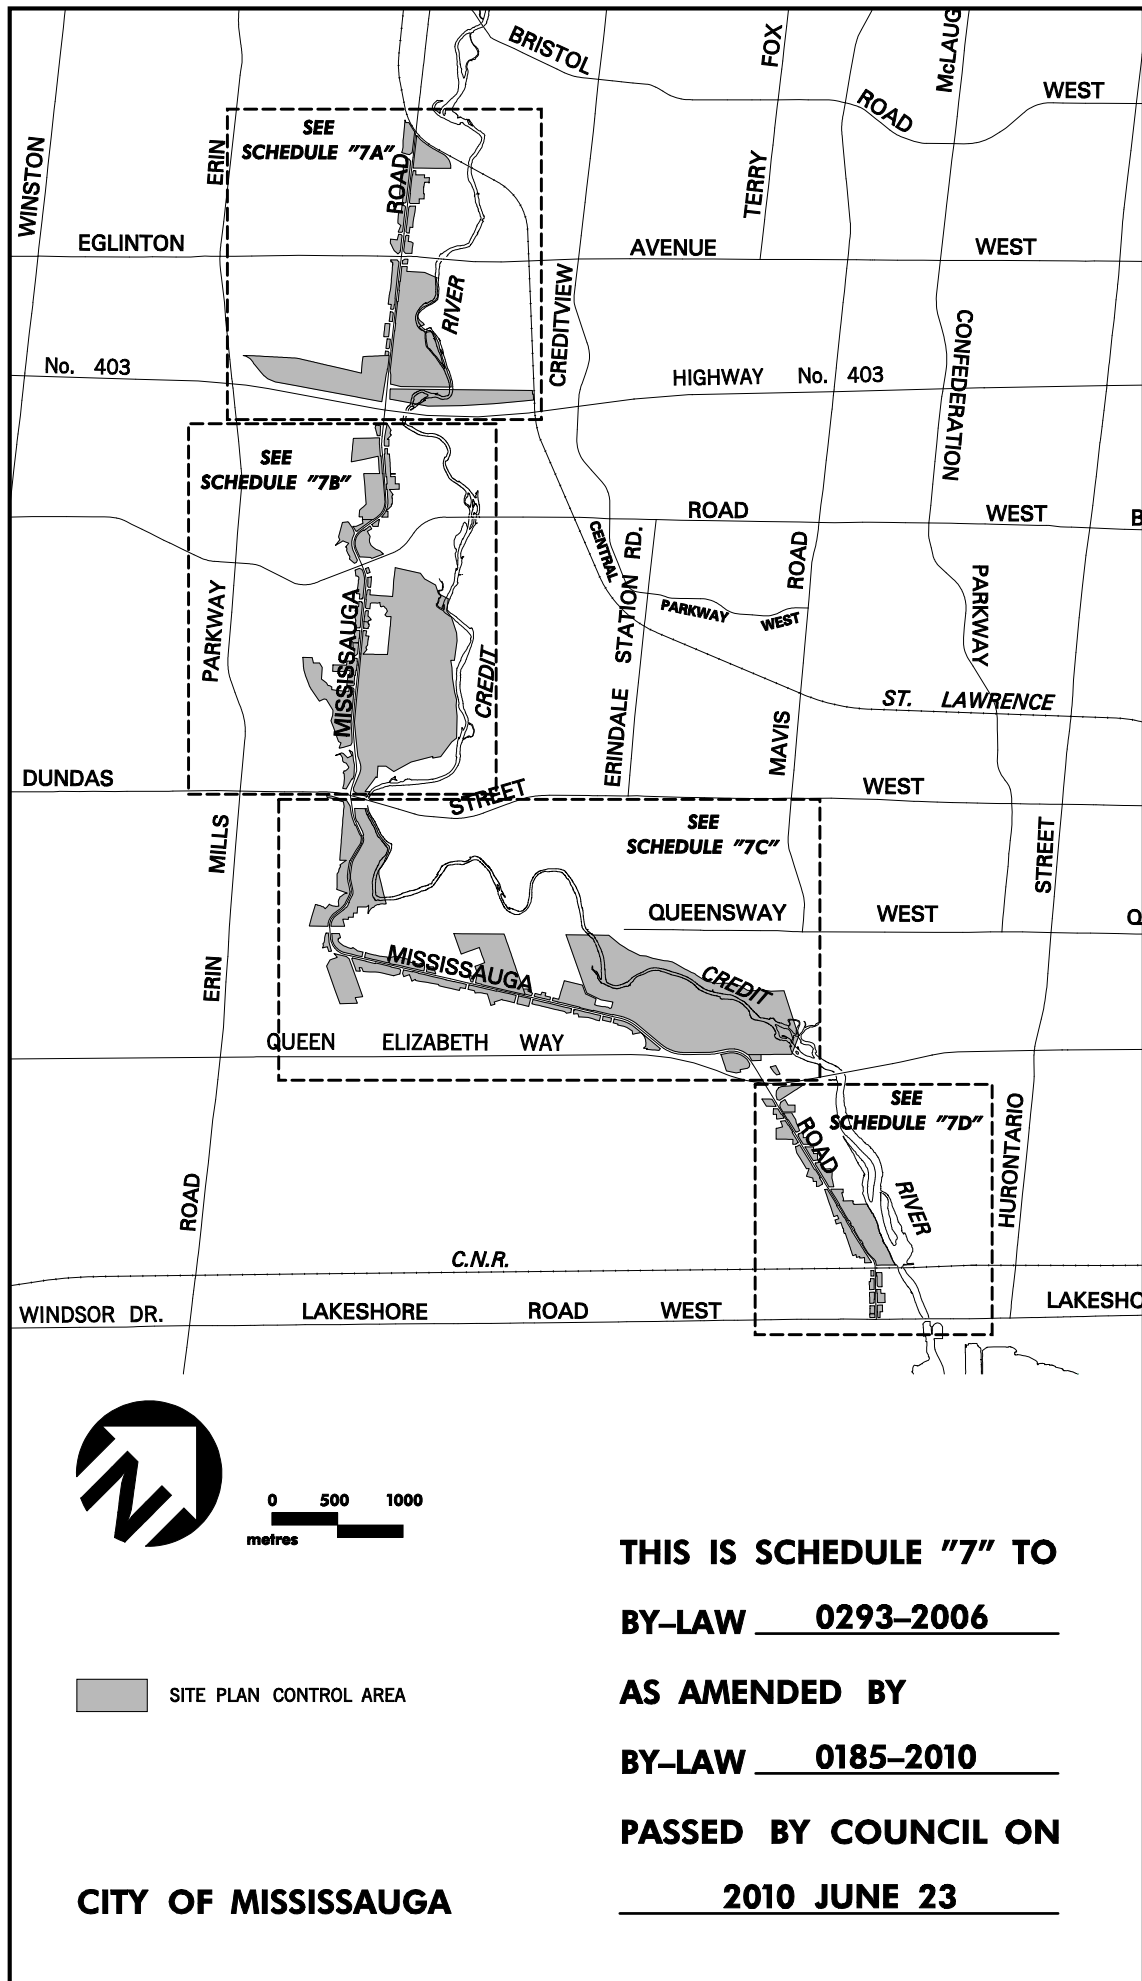 BRISTOL
ROAD
WEST
FOX
TERRY
McLAUG
WINSTON
ERIN
SEE
SCHEDULE "7A"
ROAD
EGLINTON
AVENUE
WEST
RIVER
CREDITVIEW
No. 403
HIGHWAY No. 403
CONFEDERATION
SEE
SCHEDULE "7B"
ROAD
WEST
B
CENTRAL
PARKWAY
WEST
ERINDALE STATION RD.
ROAD
MAVIS
PARKWAY
PARKWAY
MISSISSAUGA
CREDIT
ST. LAWRENCE
DUNDAS
STREET
WEST
MILLS
SEE
SCHEDULE "7C"
STREET
QUEENSWAY
WEST
Q
MISSISSAUGA
CREDIT
ERIN
QUEEN ELIZABETH WAY
SEE
SCHEDULE "7D"
ROAD
HURONTARIO
ROAD
RIVER
C.N.R.
WINDSOR DR.
LAKESHORE ROAD WEST
LAKESHO
N
0 500 1000
metres
THIS IS SCHEDULE "7" TO
BY–LAW 0293–2006
SITE PLAN CONTROL AREA
AS AMENDED BY
BY–LAW 0185–2010
PASSED BY COUNCIL ON
CITY OF MISSISSAUGA
2010 JUNE 23